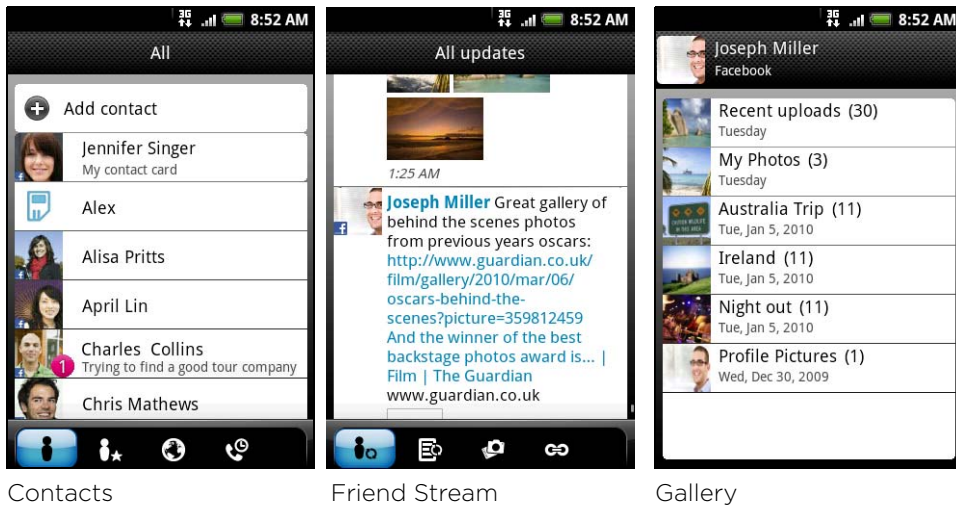 3G 8:52 AM
All
Add contact
Jennifer Singer
My contact card
Alex
Alisa Pritts
April Lin
Charles Collins
1
Trying to find a good tour company
Chris Mathews
Contacts
3G 8:52 AM
All updates
1:25 AM
Joseph Miller Great gallery of
behind the scenes photos
from previous years oscars:
http://www.guardian.co.uk/
film/gallery/2010/mar/06/
oscars-behind-the-
scenes?picture=359812459
And the winner of the best
backstage photos award is... |
Film | The Guardian
www.guardian.co.uk
Friend Stream
3G 8:52 AM
Joseph Miller
Facebook
Recent uploads (30)
Tuesday
My Photos (3)
Tuesday
Australia Trip (11)
Tue, Jan 5, 2010
Ireland (11)
Tue, Jan 5, 2010
Night out (11)
Tue, Jan 5, 2010
Profile Pictures (1)
Wed, Dec 30, 2009
Gallery